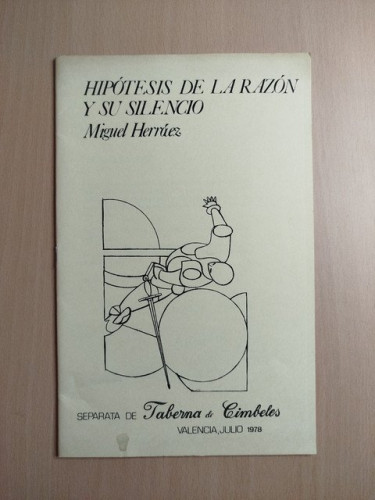 HIPÓTESIS DE LA RAZÓN
Y SU SILENCIO
Miguel Herráez
SEPARATA DE Taberna de Cimbeles
VALENCIA, JULIO 1978